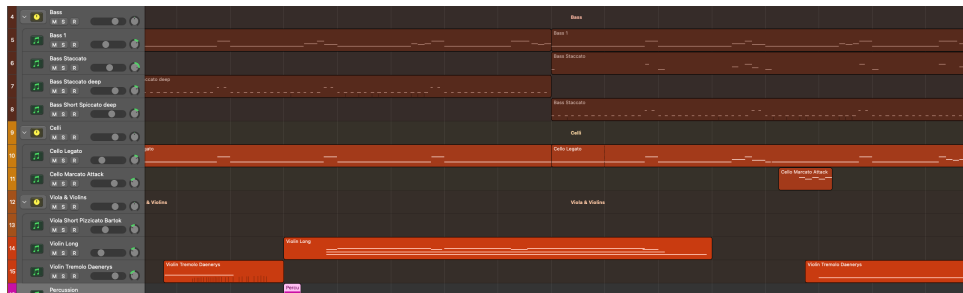 4 Bass Bass
M S R
5 Bass 1 Bass 1
M S R
6 Bass Staccato Bass Staccato
M S R
7 Bass Staccato deep ccato deep
M S R
8 Bass Short Spiccato deep Bass Staccato
M S R
9 Celli Celli
M S R
10 Cello Legato gato Cello Legato
M S R
11 Cello Marcato Attack Cello Marcato Attack
M S R
12 Viola & Violins & Violins Viola & Violins
M S R
13 Viola Short Pizzicato Bartok
M S R
14 Violin Long Violin Long
M S R
15 Violin Tremolo Daenerys Violin Tremolo Daenerys Violin Tremolo Daenerys
M S R
Percussion Percu